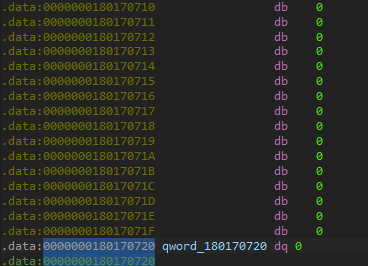 .data:0000000180170710 db 0
.data:0000000180170711 db 0
.data:0000000180170712 db 0
.data:0000000180170713 db 0
.data:0000000180170714 db 0
.data:0000000180170715 db 0
.data:0000000180170716 db 0
.data:0000000180170717 db 0
.data:0000000180170718 db 0
.data:0000000180170719 db 0
.data:000000018017071A db 0
.data:000000018017071B db 0
.data:000000018017071C db 0
.data:000000018017071D db 0
.data:000000018017071E db 0
.data:000000018017071F db 0
.data:0000000180170720 qword_180170720 dq 0
.data:0000000180170720